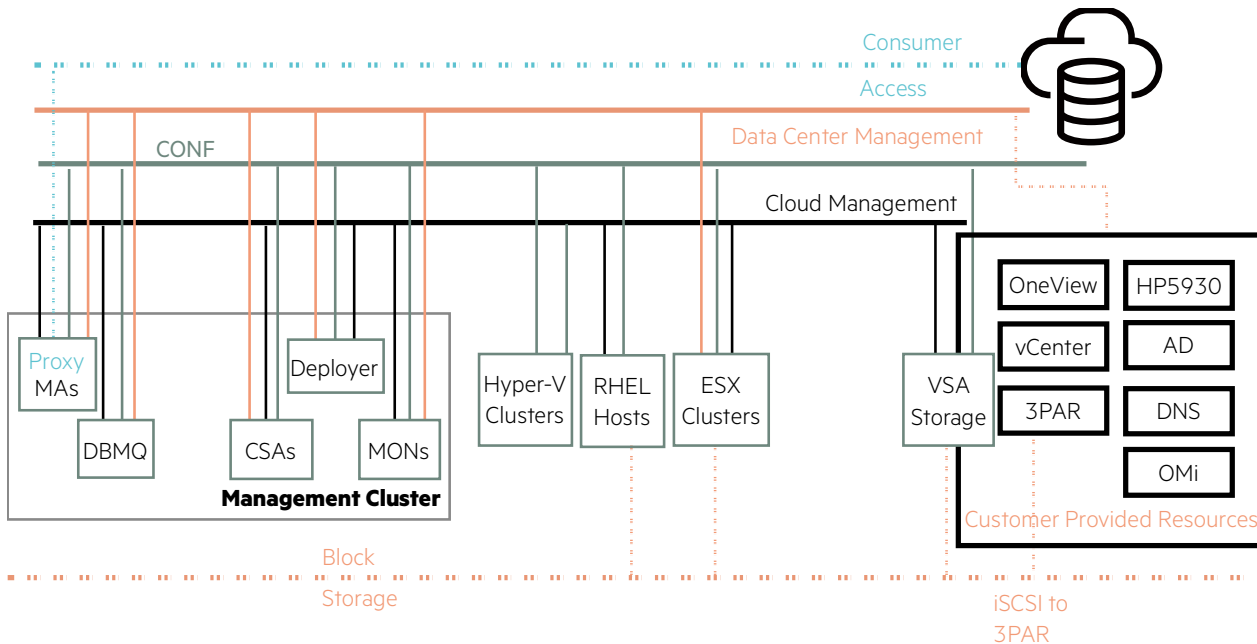 Consumer
Access
Data Center Management
CONF
Cloud Management
OneView
HP5930
vCenter
AD
3PAR
DNS
OMi
Customer Provided Resources
Proxy
MAs
Deployer
Hyper-V
Clusters
RHEL
Hosts
ESX
Clusters
VSA
Storage
DBMQ
CSAs
MONs
Management Cluster
Block
Storage
iSCSI to
3PAR